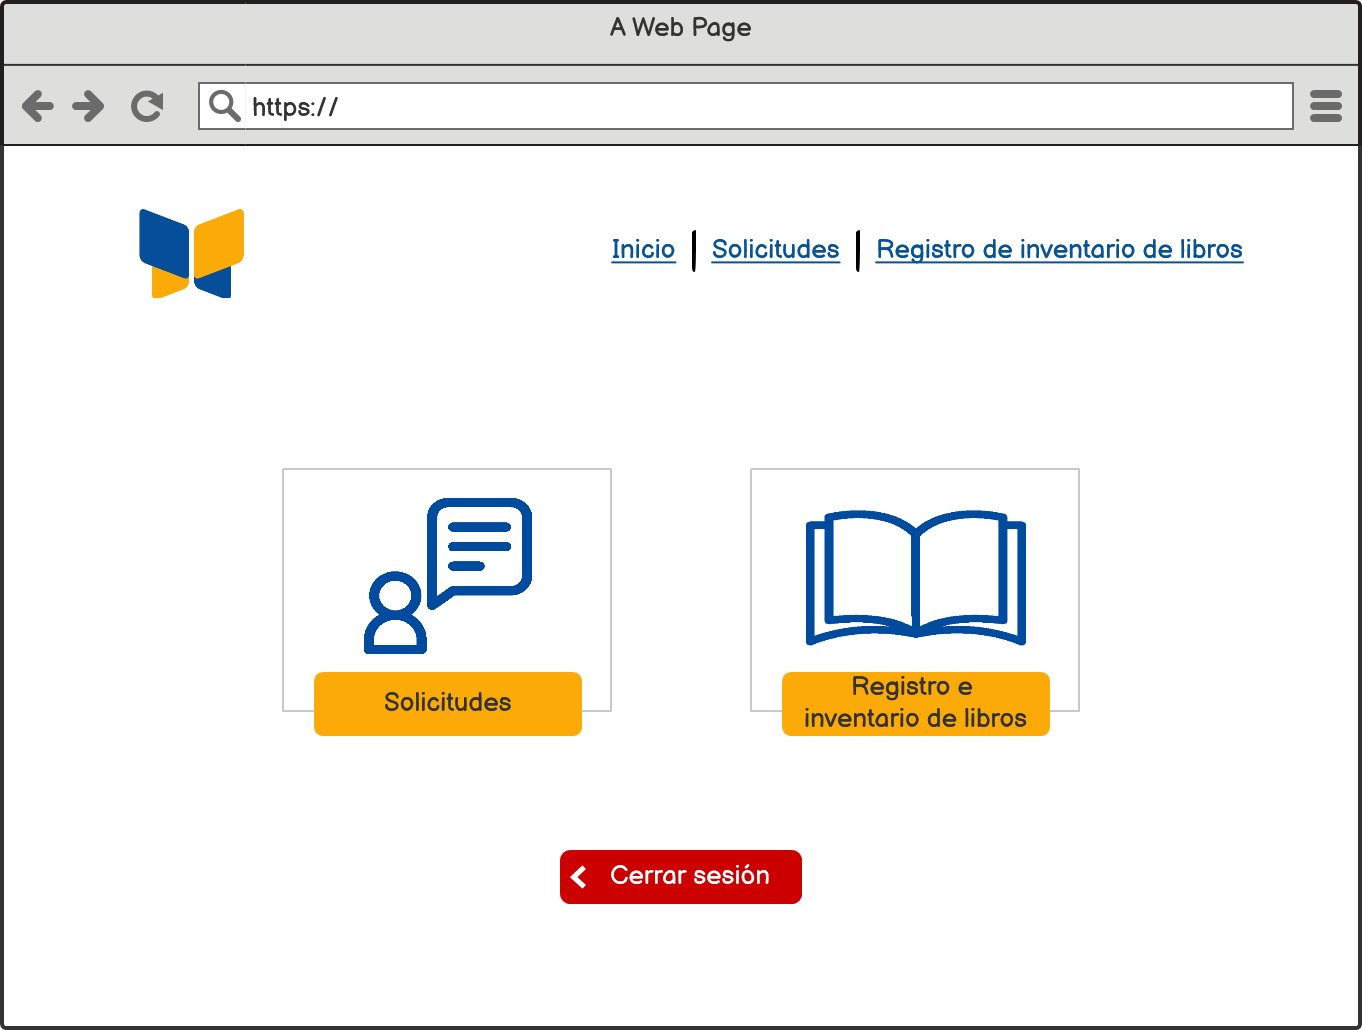 A Web Page
https://
Inicio Solicitudes Registro de inventario de libros
Solicitudes
Registro e
inventario de libros
Cerrar sesión